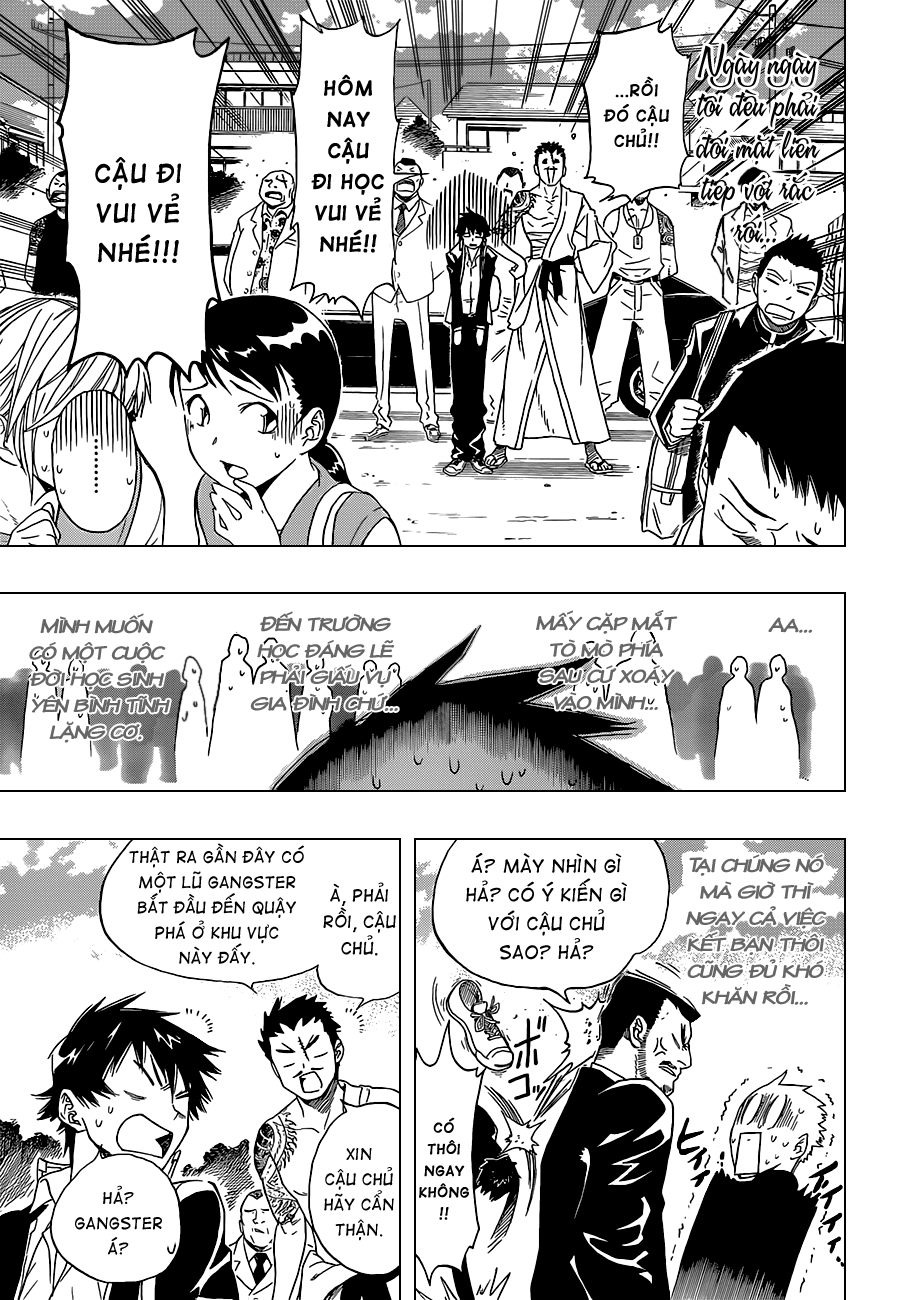 Ngày ngày
tôi đều phải
đối mặt liên
tiếp với rắc
rối...
...RỒI
ĐÓ CẬU
CHỦ!!
HÔM
NAY
CẬU
ĐI HỌC
VUI VẺ
NHÉ!!
CẬU ĐI
VUI VẺ
NHÉ!!!
.........
AA...
MẤY CẶP MẮT
TÒ MÒ PHÍA
SAU CỨ XOÁY
VÀO MÌNH...
ĐẾN TRƯỜNG
HỌC ĐÁNG LẼ
PHẢI GIẤU VỤ
GIA ĐÌNH CHỨ...
MÌNH MUỐN
CÓ MỘT CUỘC
ĐỜI HỌC SINH
YÊN BÌNH TĨNH
LẶNG CƠ.
TẠI CHÚNG NÓ
MÀ GIỜ THÌ
NGAY CẢ VIỆC
KẾT BẠN THÔI
CŨNG ĐỦ KHÓ
KHĂN RỒI...
Á? MÀY NHÌN GÌ
HẢ? CÓ Ý KIẾN GÌ
VỚI CẬU CHỦ
SAO? HẢ?
ボコ
CÓ
THÔI
NGAY
KHÔNG
!!
À, PHẢI
RỒI, CẬU
CHỦ.
THẬT RA GẦN ĐÂY CÓ
MỘT LŨ GANGSTER
BẮT ĐẦU ĐẾN QUẬY
PHÁ Ở KHU VỰC
NÀY ĐẤY.
XIN
CẬU CHỦ
HÃY CẨN
THẬN.
HẢ?
GANGSTER
Á?